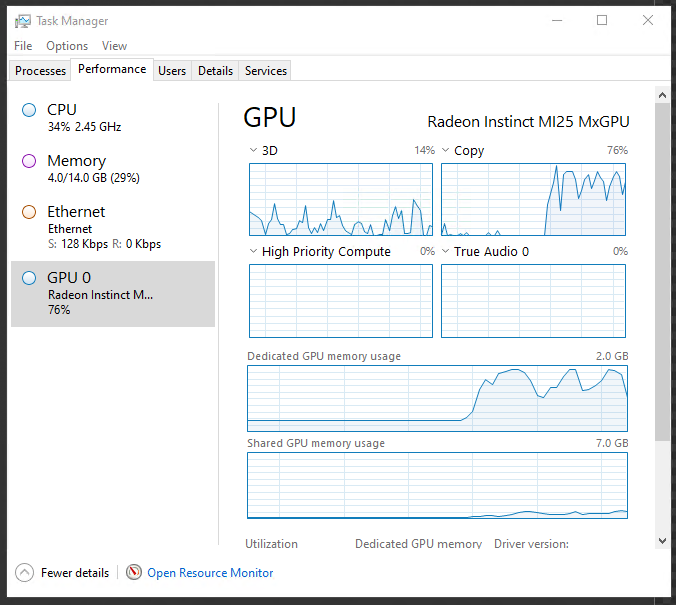 Task Manager
File Options View
Processes Performance Users Details Services
CPU
34% 2.45 GHz
Memory
4.0/14.0 GB (29%)
Ethernet
Ethernet
S: 128 Kbps R: 0 Kbps
GPU 0
Radeon Instinct M...
76%
GPU
Radeon Instinct MI25 MxGPU
3D 14%
Copy 76%
High Priority Compute 0%
True Audio 0 0%
Dedicated GPU memory usage 2.0 GB
Shared GPU memory usage 7.0 GB
Utilization Dedicated GPU memory Driver version:
Fewer details Open Resource Monitor